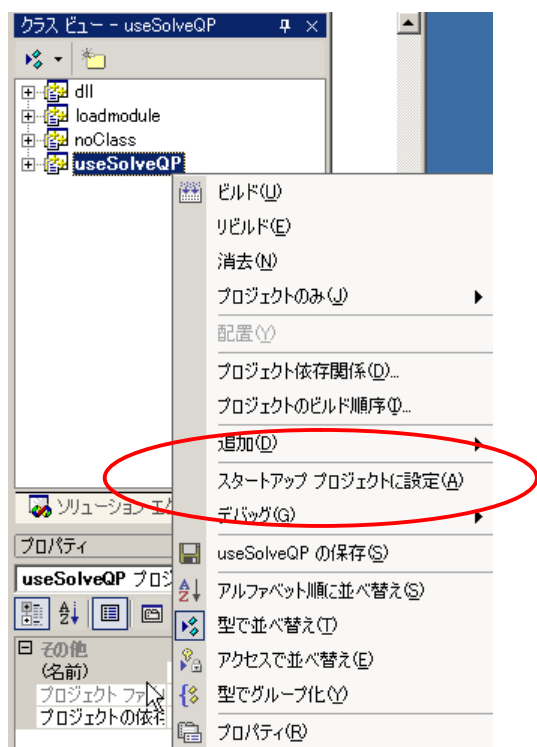 クラス ビュー - useSolveQP
dll
loadmodule
noClass
useSolveQP
ビルド(U)
リビルド(E)
消去(N)
プロジェクトのみ(J)
配置(Y)
プロジェクト依存関係(D)...
プロジェクトのビルド順序(I)...
追加(D)
スタートアップ プロジェクトに設定(A)
デバッグ(G)
useSolveQP の保存(S)
アルファベット順に並べ替え(S)
型で並べ替え(T)
アクセスで並べ替え(E)
型でグループ化(Y)
プロパティ(R)
ソリューション エク
プロパティ
useSolveQP プロジ
その他
(名前)
プロジェクト ファ
プロジェクトの依存